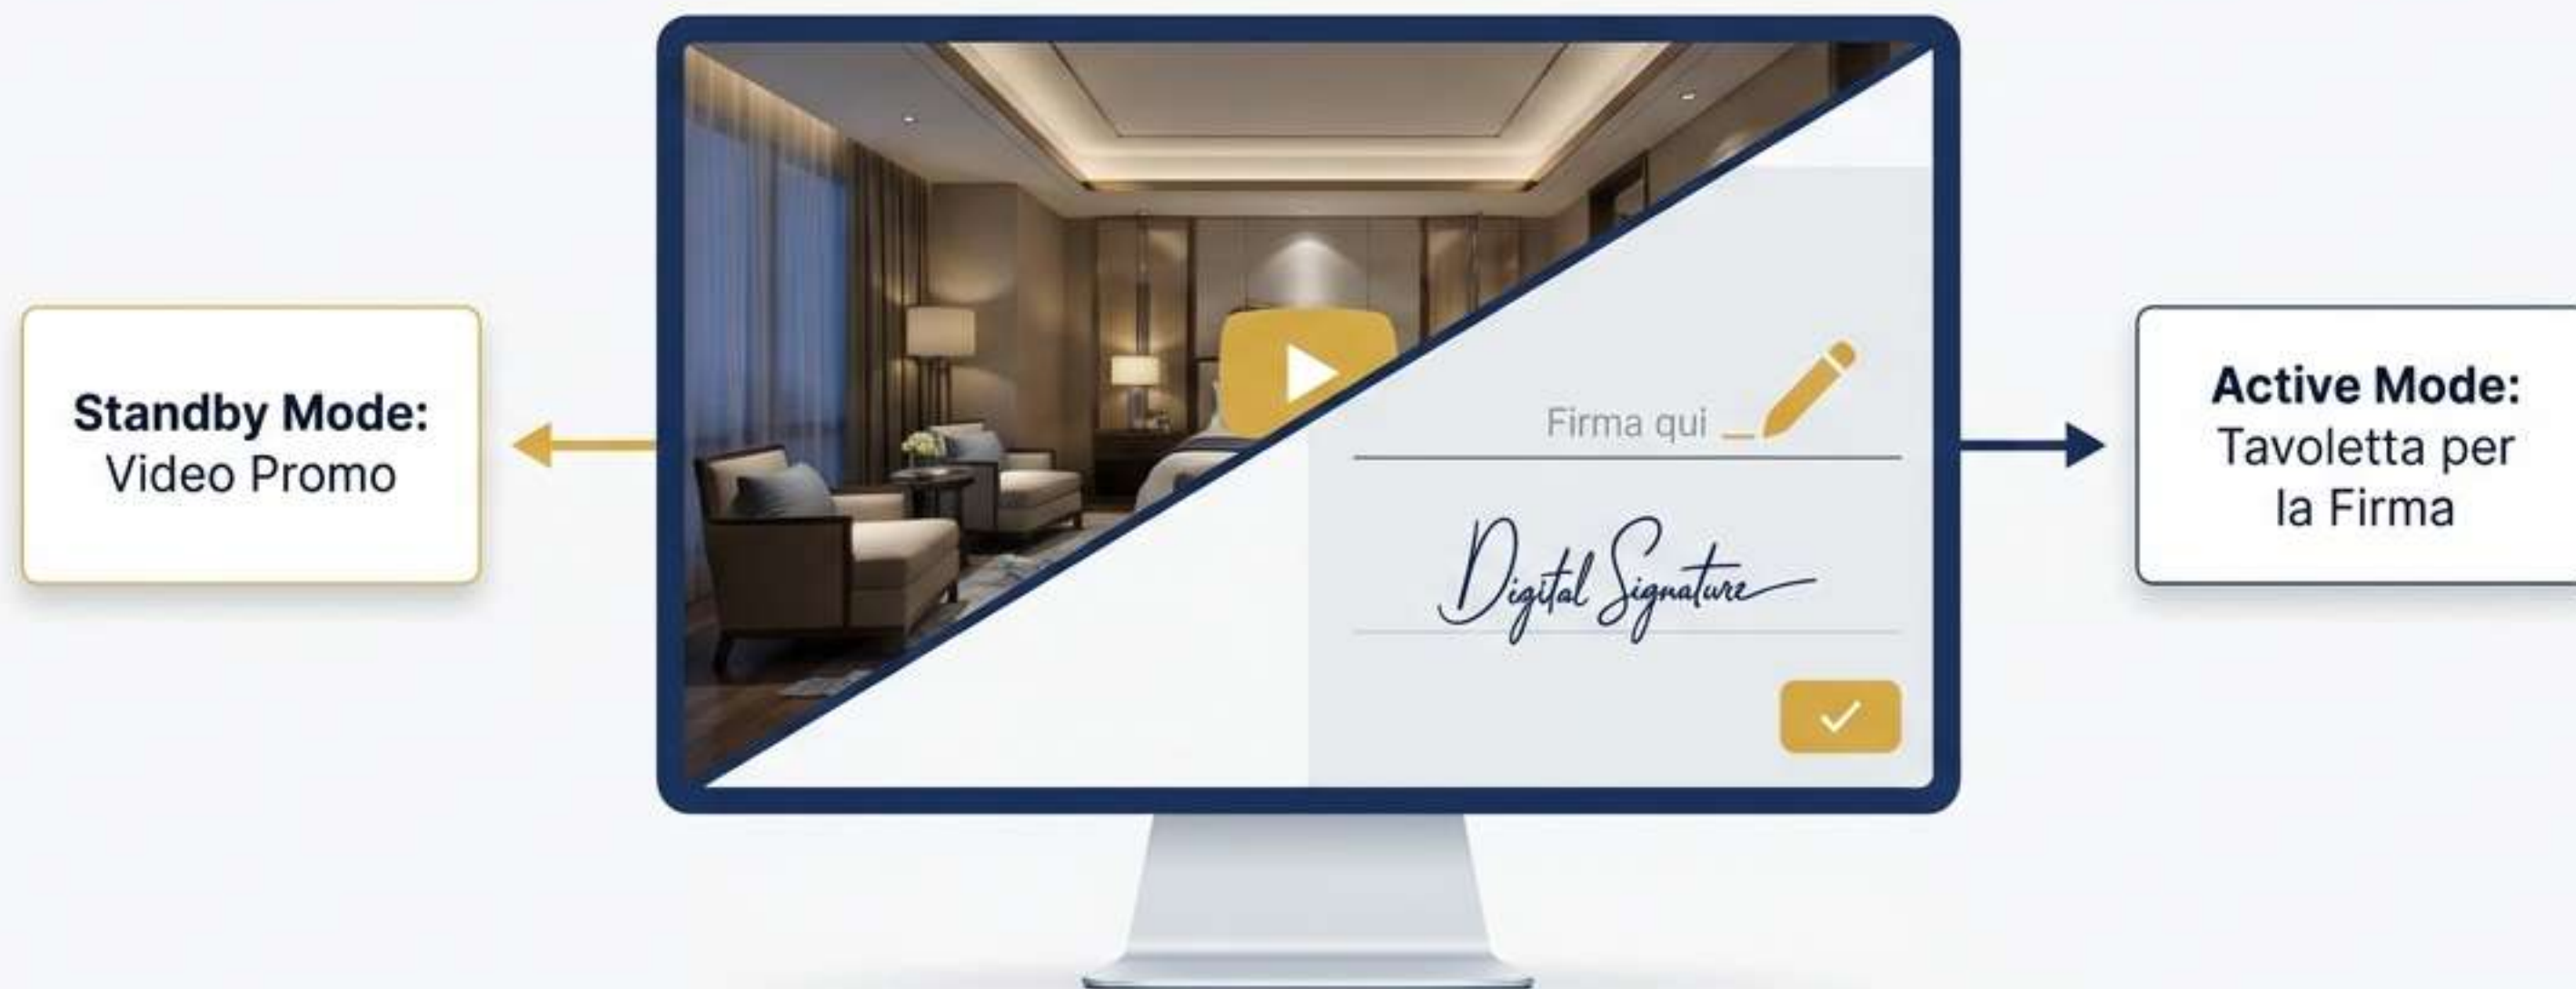 Standby Mode:
Video Promo
Firma qui _
Digital Signature
Active Mode:
Tavoletta per
la Firma